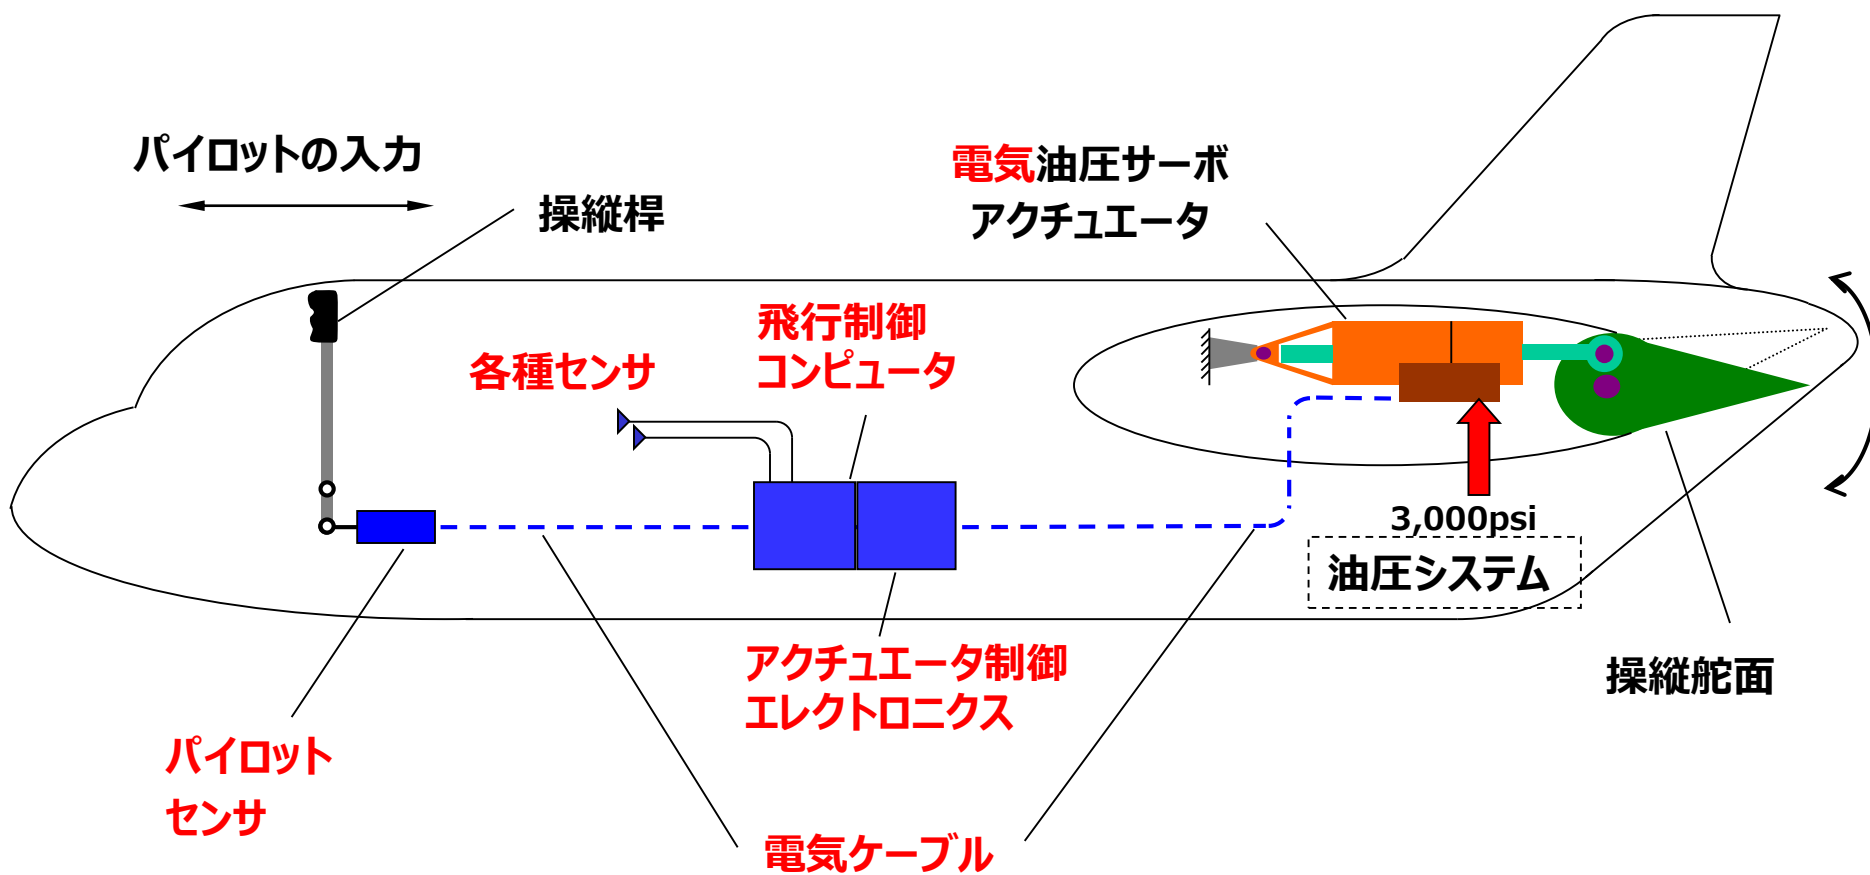 パイロットの入力
操縦桿
電気油圧サーボ
アクチュエータ
飛行制御
コンピュータ
各種センサ
3,000psi
油圧システム
アクチュエータ制御
エレクトロニクス
操縦舵面
パイロット
センサ
電気ケーブル